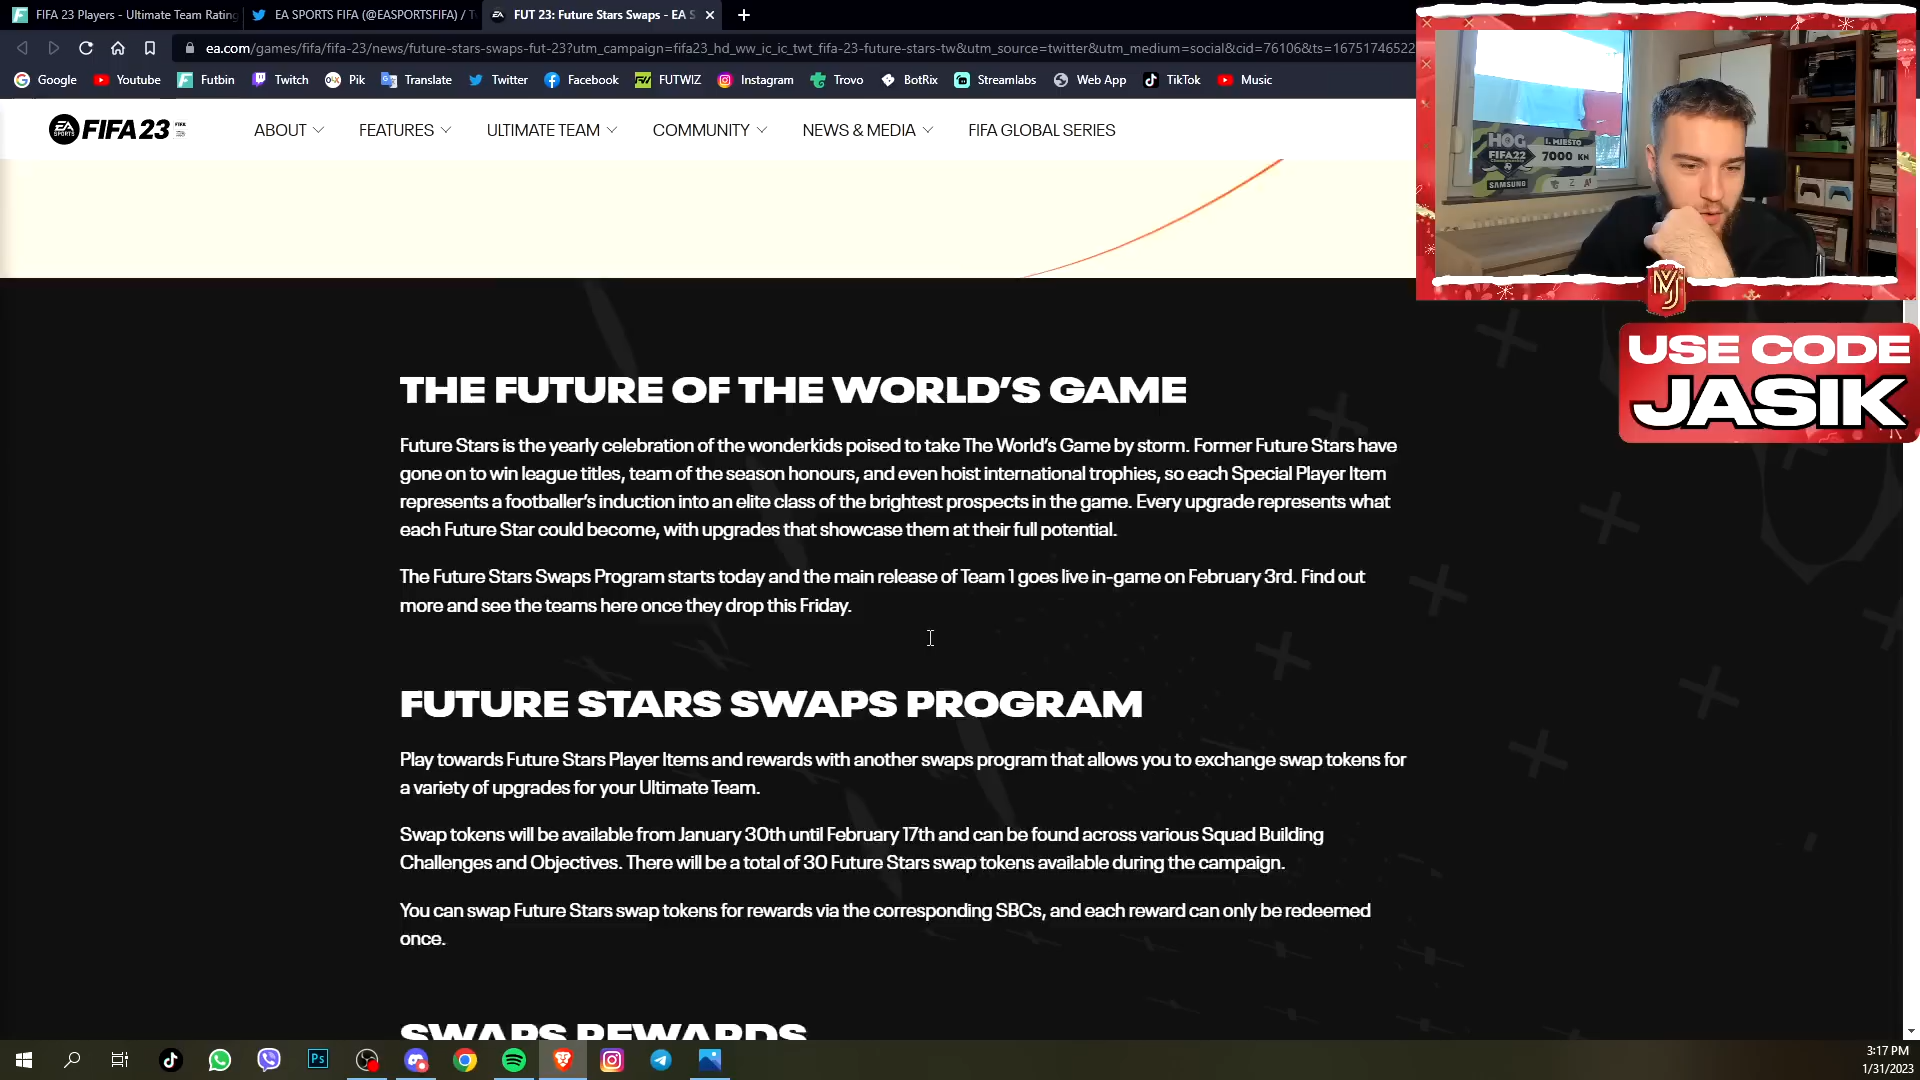 FIFA 23 Players - Ultimate Team Rating
EA SPORTS FIFA (@EASPORTSFIFA) / T
FUT 23: Future Stars Swaps - EA S
ea.com/games/fifa/fifa-23/news/future-stars-swaps-fut-23?utm_campaign=fifa23_hd_ww_ic_ic_twt_fifa-23-future-stars-tw&utm_source=twitter&utm_medium=social&cid=76106&ts=16751746522
Google
Youtube
Futbin
Twitch
Pik
Translate
Twitter
Facebook
FUTWIZ
Instagram
Trovo
BotRix
Streamlabs
Web App
TikTok
Music
EA SPORTS FIFA 23
ABOUT
FEATURES
ULTIMATE TEAM
COMMUNITY
NEWS & MEDIA
FIFA GLOBAL SERIES
HOG
FIFA22
1. MJESTO
7000 KN
SAMSUNG
USE CODE
JASIK
THE FUTURE OF THE WORLD'S GAME
Future Stars is the yearly celebration of the wonderkids poised to take The World's Game by storm. Former Future Stars have
gone on to win league titles, team of the season honours, and even hoist international trophies, so each Special Player Item
represents a footballer's induction into an elite class of the brightest prospects in the game. Every upgrade represents what
each Future Star could become, with upgrades that showcase them at their full potential.
The Future Stars Swaps Program starts today and the main release of Team 1 goes live in-game on February 3rd. Find out
more and see the teams here once they drop this Friday.
FUTURE STARS SWAPS PROGRAM
Play towards Future Stars Player Items and rewards with another swaps program that allows you to exchange swap tokens for
a variety of upgrades for your Ultimate Team.
Swap tokens will be available from January 30th until February 17th and can be found across various Squad Building
Challenges and Objectives. There will be a total of 30 Future Stars swap tokens available during the campaign.
You can swap Future Stars swap tokens for rewards via the corresponding SBCs, and each reward can only be redeemed
once.
SWAPS REWARDS
Ps
3:17 PM
1/31/2023